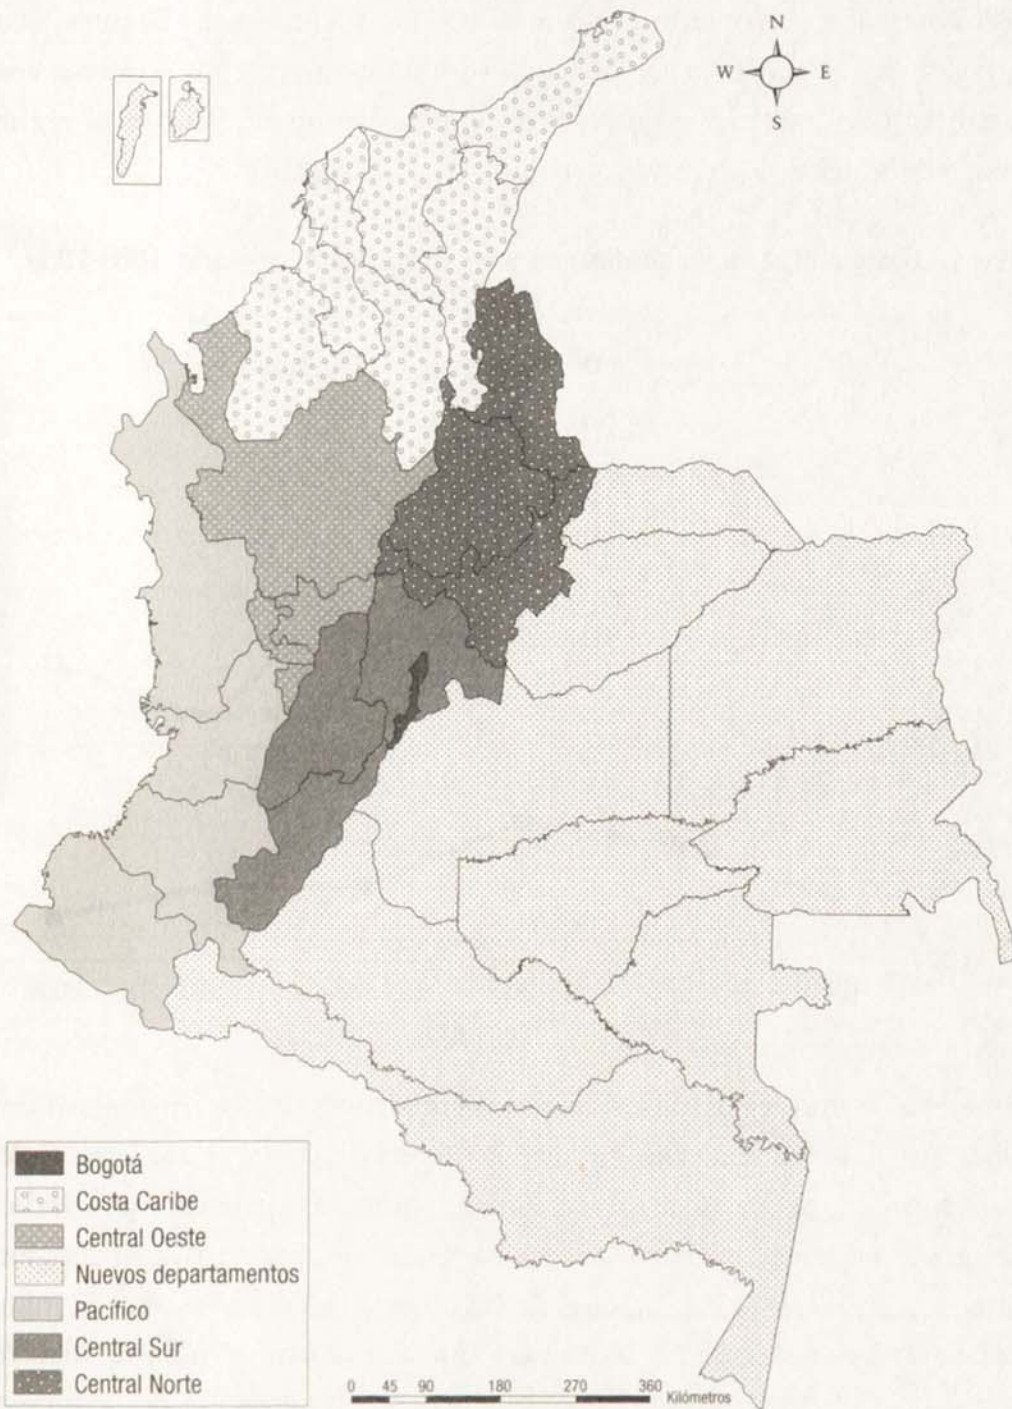 N
W E
S
Bogotá
Costa Caribe
Central Oeste
Nuevos departamentos
Pacífico
Central Sur
Central Norte
0 45 90 180 270 360
Kilómetros